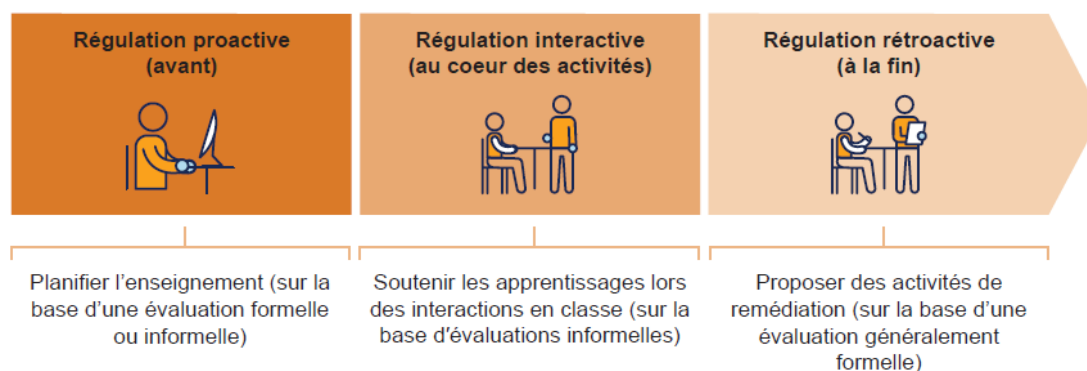 Régulation proactive
(avant)
Régulation interactive
(au coeur des activités)
Régulation rétroactive
(à la fin)
Planifier l’enseignement (sur la
base d’une évaluation formelle
ou informelle)
Soutenir les apprentissages lors
des interactions en classe (sur la
base d’évaluations informelles)
Proposer des activités de
remédiation (sur la base d’une
évaluation généralement
formelle)